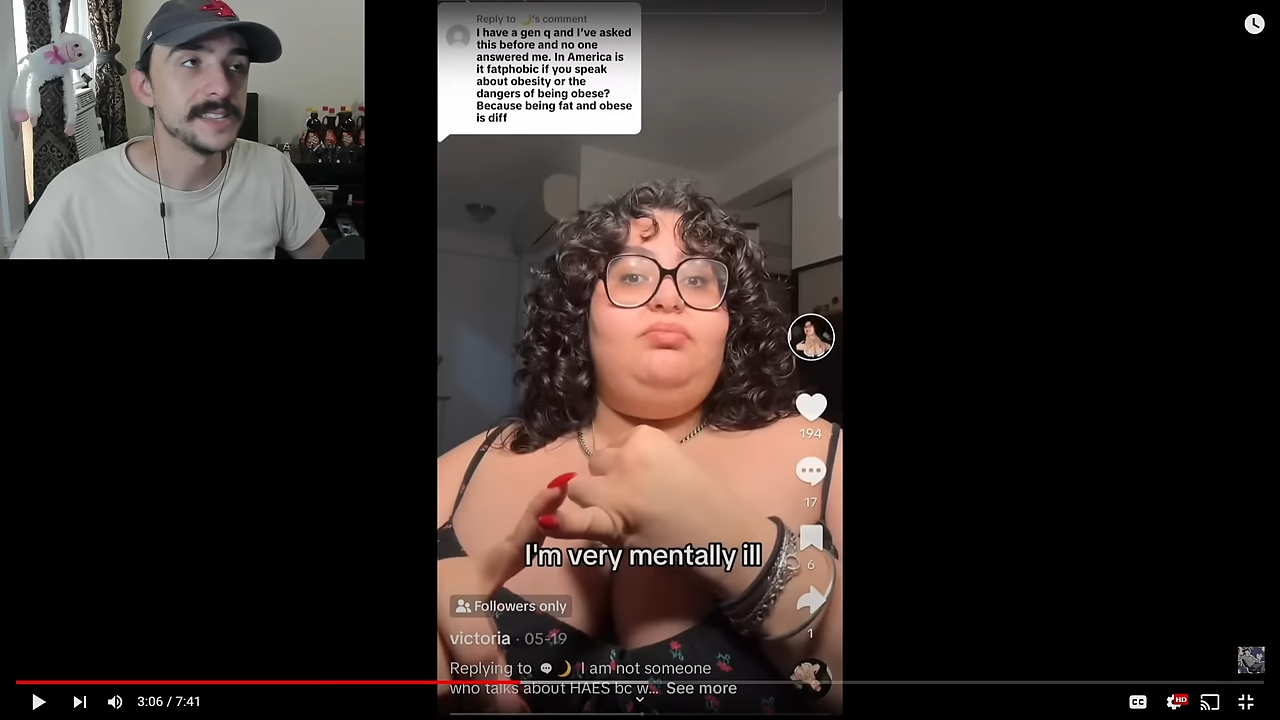 Reply to 🌙's comment
I have a gen q and I've asked
this before and no one
answered me. In America is
it fatphobic if you speak
about obesity or the
dangers of being obese?
Because being fat and obese
is diff
194
17
I'm very mentally ill
6
Followers only
1
victoria · 05-19
Replying to 💬🌙 I am not someone
who talks about HAES bc w... See more
3:06 / 7:41
CC
HD